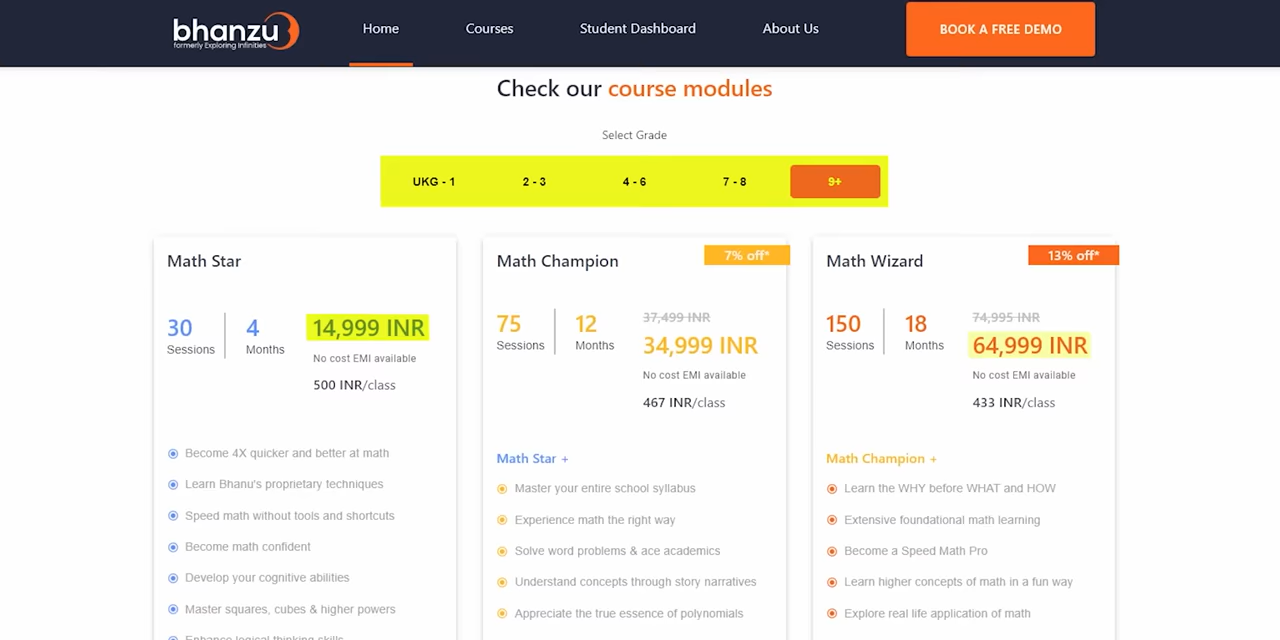 bhanzu
formerly Exploring Infinities
Home
Courses
Student Dashboard
About Us
BOOK A FREE DEMO
Check our course modules
Select Grade
UKG - 1
2 - 3
4 - 6
7 - 8
9+
Math Star
30
Sessions
4
Months
14,999 INR
No cost EMI available
500 INR/class
Become 4X quicker and better at math
Learn Bhanu's proprietary techniques
Speed math without tools and shortcuts
Become math confident
Develop your cognitive abilities
Master squares, cubes & higher powers
Enhance logical thinking skills
Math Champion
7% off*
75
Sessions
12
Months
37,499 INR
34,999 INR
No cost EMI available
467 INR/class
Math Star +
Master your entire school syllabus
Experience math the right way
Solve word problems & ace academics
Understand concepts through story narratives
Appreciate the true essence of polynomials
Math Wizard
13% off*
150
Sessions
18
Months
74,995 INR
64,999 INR
No cost EMI available
433 INR/class
Math Champion +
Learn the WHY before WHAT and HOW
Extensive foundational math learning
Become a Speed Math Pro
Learn higher concepts of math in a fun way
Explore real life application of math